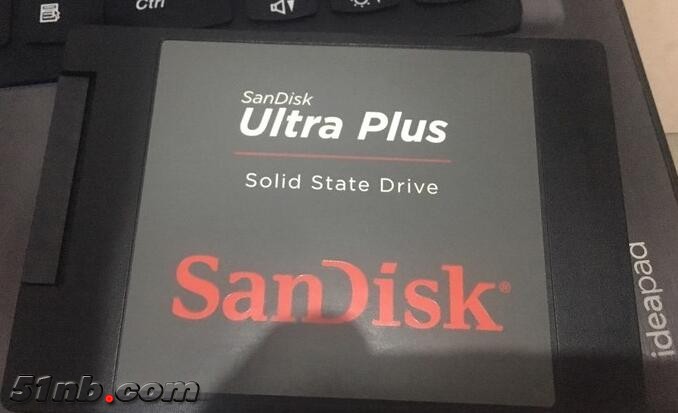 Ctrl
SanDisk
Ultra Plus
Solid State Drive
SanDisk®
ideapad
51nb.com